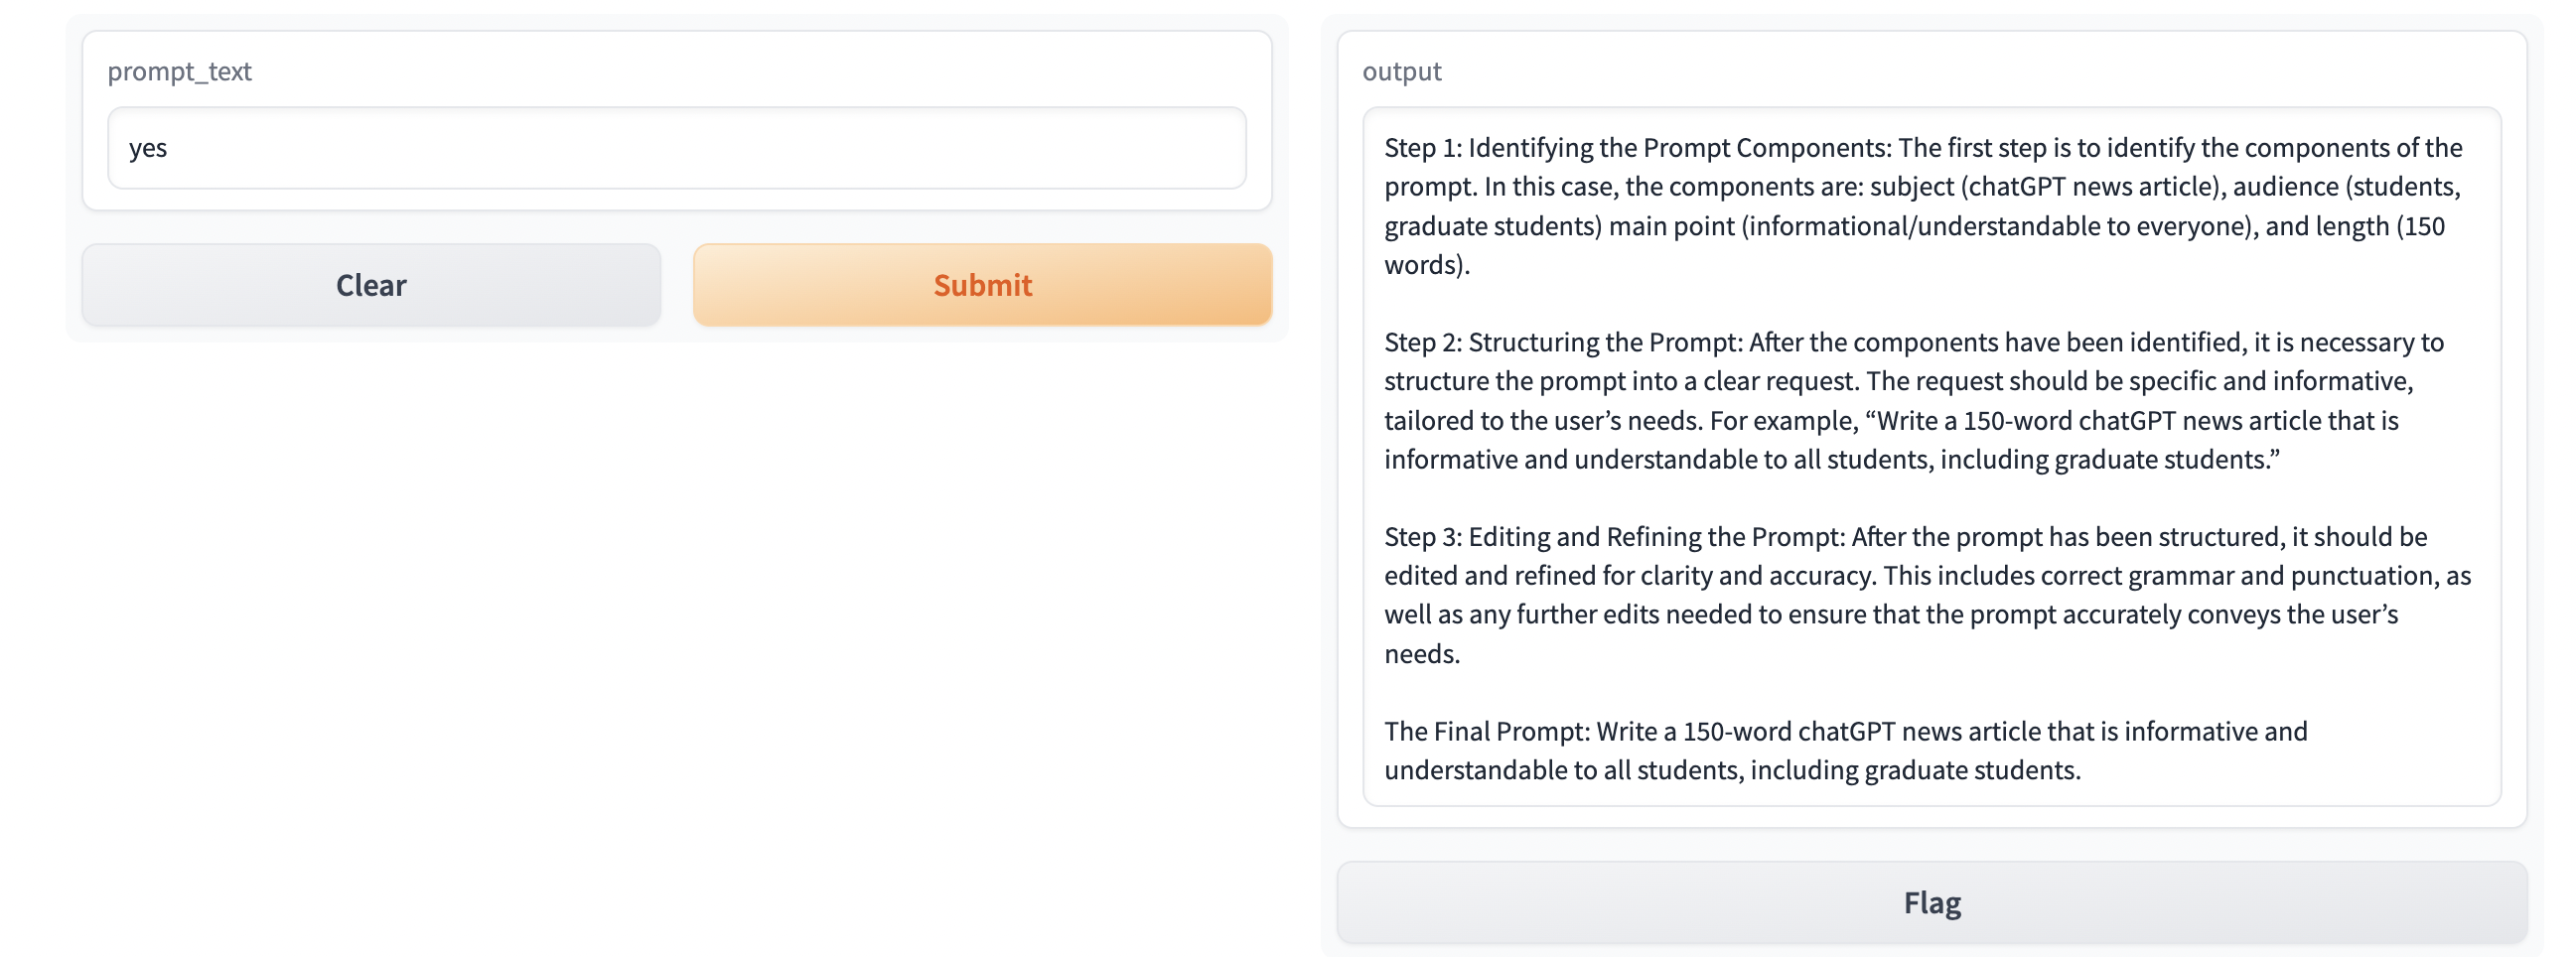 prompt_text
yes
Clear
Submit
output
Step 1: Identifying the Prompt Components: The first step is to identify the components of the
prompt. In this case, the components are: subject (chatGPT news article), audience (students,
graduate students) main point (informational/understandable to everyone), and length (150
words).
Step 2: Structuring the Prompt: After the components have been identified, it is necessary to
structure the prompt into a clear request. The request should be specific and informative,
tailored to the user’s needs. For example, “Write a 150-word chatGPT news article that is
informative and understandable to all students, including graduate students.”
Step 3: Editing and Refining the Prompt: After the prompt has been structured, it should be
edited and refined for clarity and accuracy. This includes correct grammar and punctuation, as
well as any further edits needed to ensure that the prompt accurately conveys the user’s
needs.
The Final Prompt: Write a 150-word chatGPT news article that is informative and
understandable to all students, including graduate students.
Flag